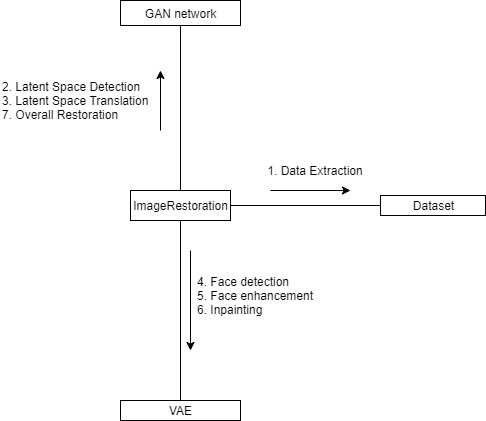 GAN network
2. Latent Space Detection
3. Latent Space Translation
7. Overall Restoration
1. Data Extraction
ImageRestoration
Dataset
4. Face detection
5. Face enhancement
6. Inpainting
VAE